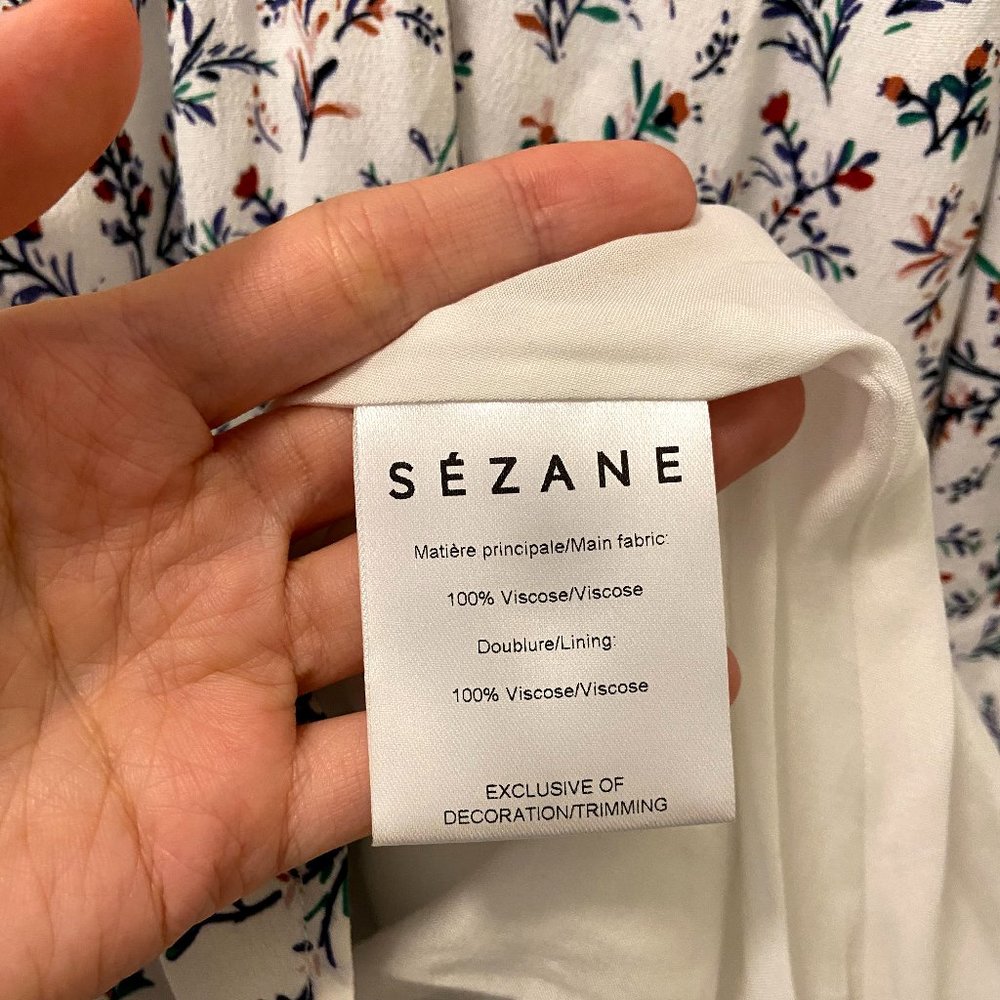 SÉZANE
Matière principale/Main fabric:
100% Viscose/Viscose
Doublure/Lining:
100% Viscose/Viscose
EXCLUSIVE OF
DECORATION/TRIMMING